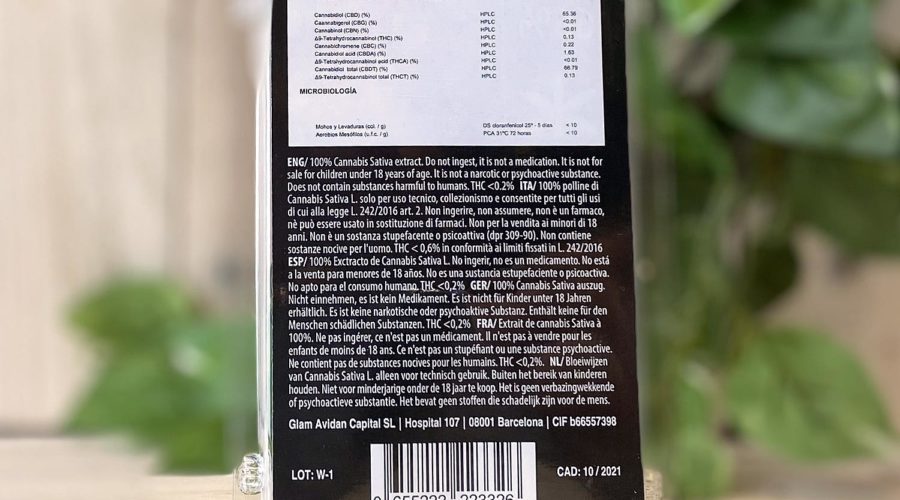 Cannabidiol (CBD) (%) HPLC 65.36
Caannabigerol (CBG) (%) HPLC <0.01
Cannabinol (CBN) (%) HPLC <0.01
Δ9-Tetrahydrocannabinol (THC) (%) HPLC 0.13
Cannabichromene (CBC) (%) HPLC 0.22
Cannabidiol acid (CBDA) (%) HPLC 1.63
Δ9-Tetrahydrocannabinol acid (THCA) (%) HPLC <0.01
Cannabidiol total (CBDT) (%) HPLC 66.79
Δ9-Tetrahydrocannabinol total (THCT) (%) HPLC 0.13
MICROBIOLOGÍA
Mohos y Levaduras (col. / g) DS cloranfenicol 25º - 5 días < 10
Aerobios Mesófilos (u.f.c. / g) PCA 31ºC 72 horas < 10
ENG/ 100% Cannabis Sativa extract. Do not ingest, it is not a medication. It is not for
sale for children under 18 years of age. It is not a narcotic or psychoactive substance.
Does not contain substances harmful to humans. THC <0.2% ITA/ 100% polline di
Cannabis Sativa L. solo per uso tecnico, collezionismo e consentite per tutti gli usi
di cui alla legge L. 242/2016 art. 2. Non ingerire, non assumere, non è un farmaco,
nè può essere usato in sostituzione di farmaci. Non per la vendita ai minori di 18
anni. Non è un sostanza stupefacente o psicoattiva (dpr 309-90). Non contiene
sostanze nocive per l'uomo. THC < 0,6% in conformità ai limiti fissati in L. 242/2016
ESP/ 100% Exctracto de Cannabis Sativa L. No ingerir, no es un medicamento. No está
a la venta para menores de 18 años. No es una sustancia estupefaciente o psicoactiva.
No apto para el consumo humano. THC <0,2% GER/ 100% Cannabis Sativa auszug.
Nicht einnehmen, es ist kein Medikament. Es ist nicht für Kinder unter 18 Jahren
erhältlich. Es ist keine narkotische oder psychoaktive Substanz. Enthält keine für den
Menschen schädlichen Substanzen. THC <0,2% FRA/ Extrait de cannabis Sativa à
100%. Ne pas ingérer, ce n'est pas un médicament. Il n'est pas à vendre pour les
enfants de moins de 18 ans. Ce n'est pas un stupéfiant ou une substance psychoactive.
Ne contient pas de substances nocives pour les humains. THC <0,2%. NL/ Bloeiwijzen
van Cannabis Sativa L. alleen voor technisch gebruik. Buiten het bereik van kinderen
houden. Niet voor minderjarige onder de 18 jaar te koop. Het is geen verbazingwekkende
of psychoactieve substantie. Het bevat geen stoffen die schadelijk zijn voor de mens.
Glam Avidan Capital SL | Hospital 107 | 08001 Barcelona | CIF b66557398
LOT: W-1 CAD: 10 / 2021